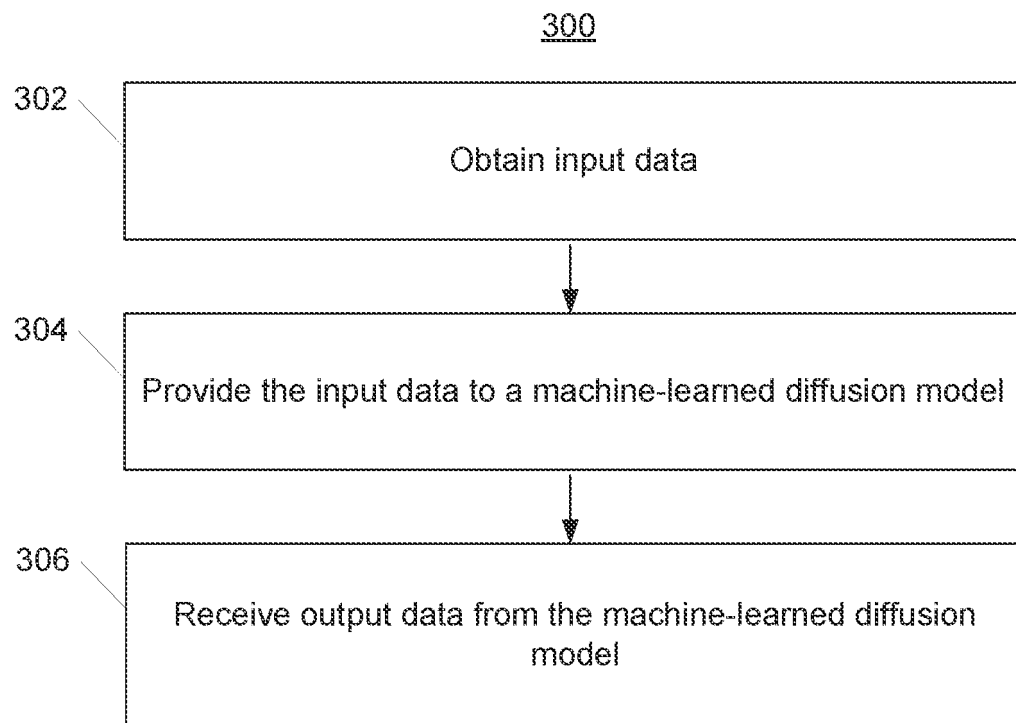 300
302
Obtain input data
304
Provide the input data to a machine-learned diffusion model
306
Receive output data from the machine-learned diffusion
model